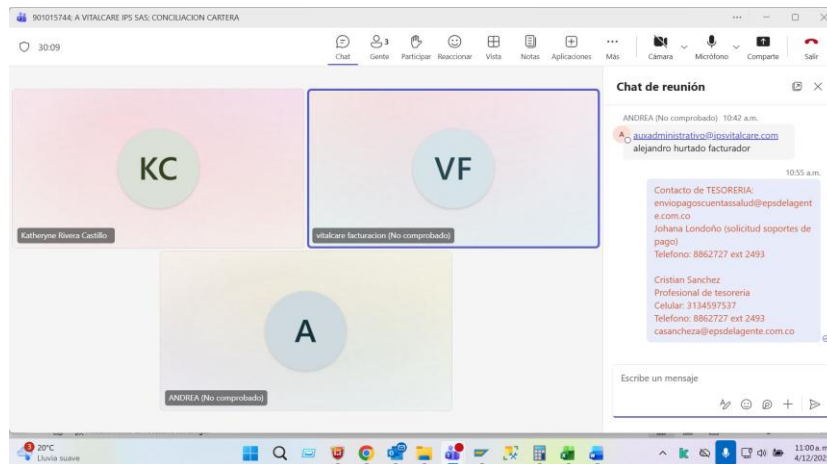 901015744; A VITALCARE IPS SAS; CONCILIACION CARTERA
30:09
Chat
Gente
3
Participar
Reaccionar
Vista
Notas
Aplicaciones
Más
Cámara
Micrófono
Comparte
Salir
KC
Katheryne Rivera Castillo
VF
vitalcare facturacion (No comprobado)
A
ANDREA (No comprobado)
Chat de reunión
ANDREA (No comprobado) 10:42 a.m.
A
auxadministrativo@ipsvitalcare.com
alejandro hurtado facturador
10:55 a.m.
Contacto de TESORERIA:
enviopagoscuentassalud@epsdelagent
e.com.co
Johana Londoño (solicitud soportes de
pago)
Telefono: 8862727 ext 2493
Cristian Sanchez
Profesional de tesoreria
Celular: 3134597537
Telefono: 8862727 ext 2493
casancheza@epsdelagente.com.co
Escribe un mensaje
20°C
Lluvia suave
11:00 a.m
4/12/202